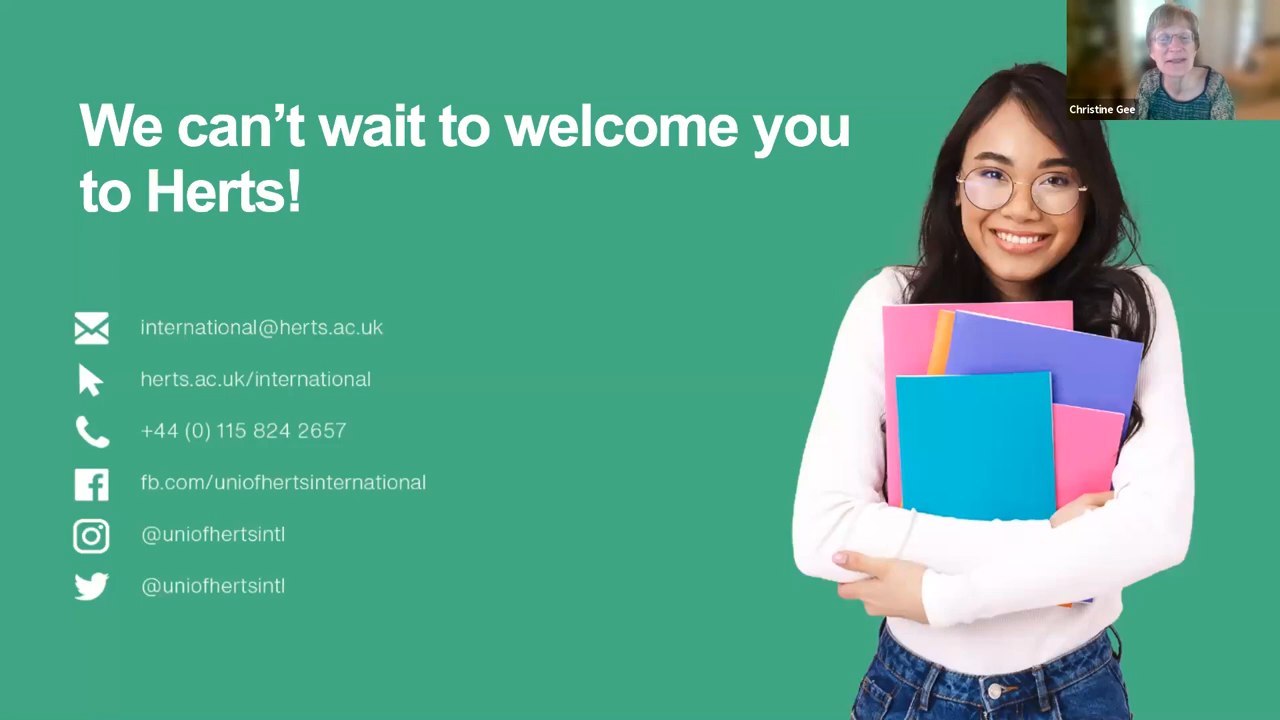 We can’t wait to welcome you
to Herts!
international@herts.ac.uk
herts.ac.uk/international
+44 (0) 115 824 2657
fb.com/uniofhertsinternational
@uniofhertsintl
@uniofhertsintl
Christine Gee